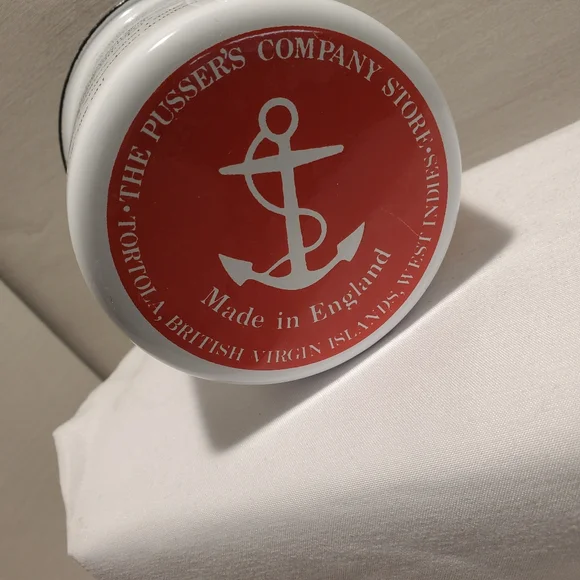 • THE PUSSER'S COMPANY STORE •
TORTOLA, BRITISH VIRGIN ISLANDS, WEST INDIES
Made in England